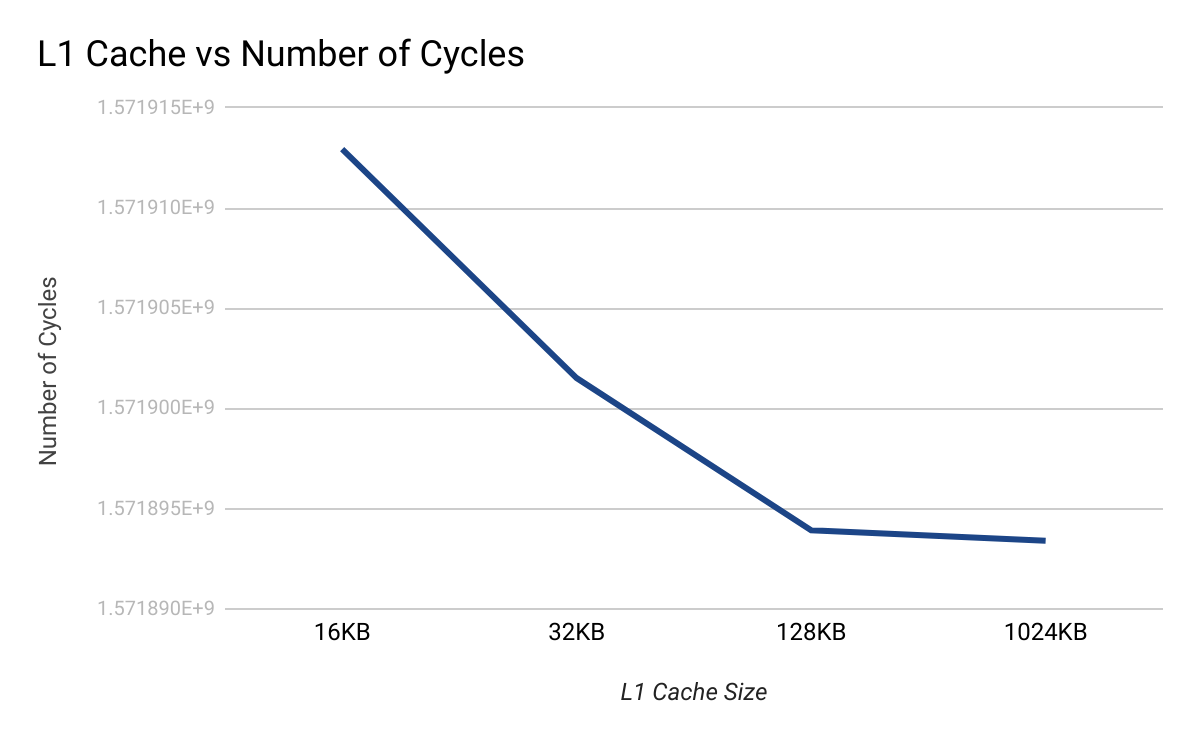 L1 Cache vs Number of Cycles
1.571915E+9
1.571910E+9
1.571905E+9
1.571900E+9
1.571895E+9
1.571890E+9
Number of Cycles
16KB 32KB 128KB 1024KB
L1 Cache Size